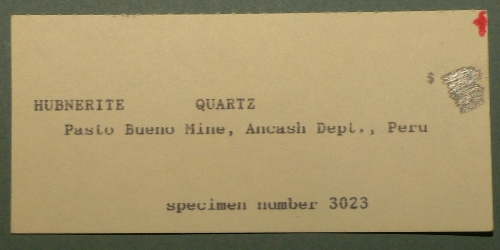 $
HUBNERITE QUARTZ
Pasto Bueno Mine, Ancash Dept., Peru
specimen number 3023